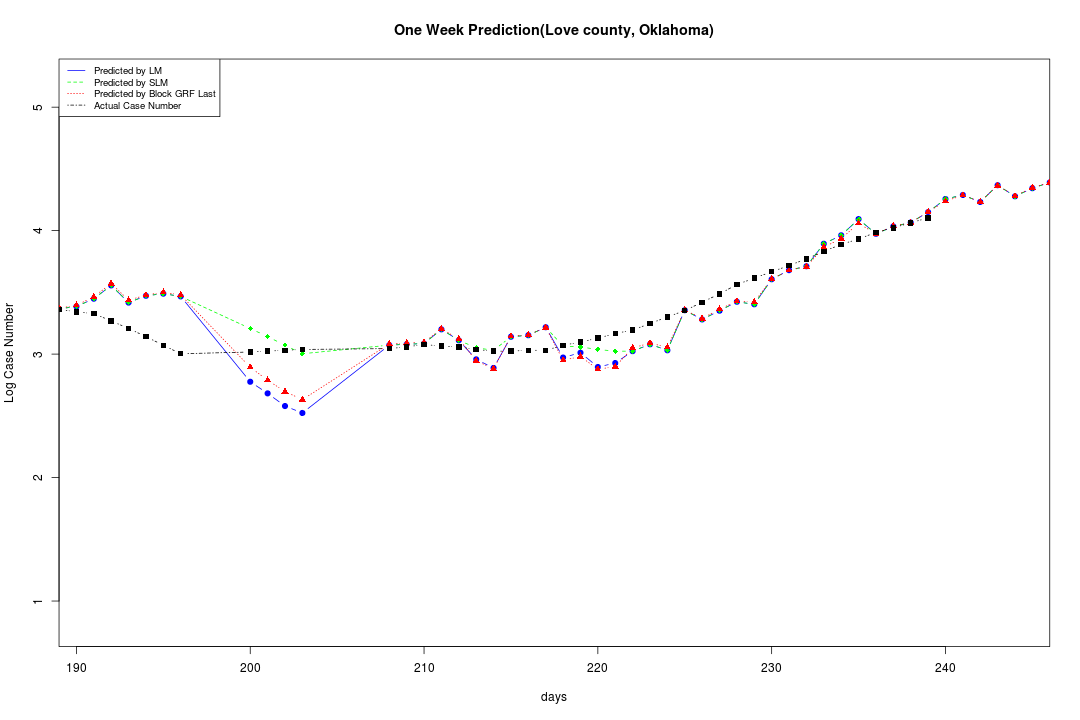 One Week Prediction(Love county, Oklahoma)
Predicted by LM
Predicted by SLM
Predicted by Block GRF Last
Actual Case Number
5
4
3
2
1
Log Case Number
190 200 210 220 230 240
days